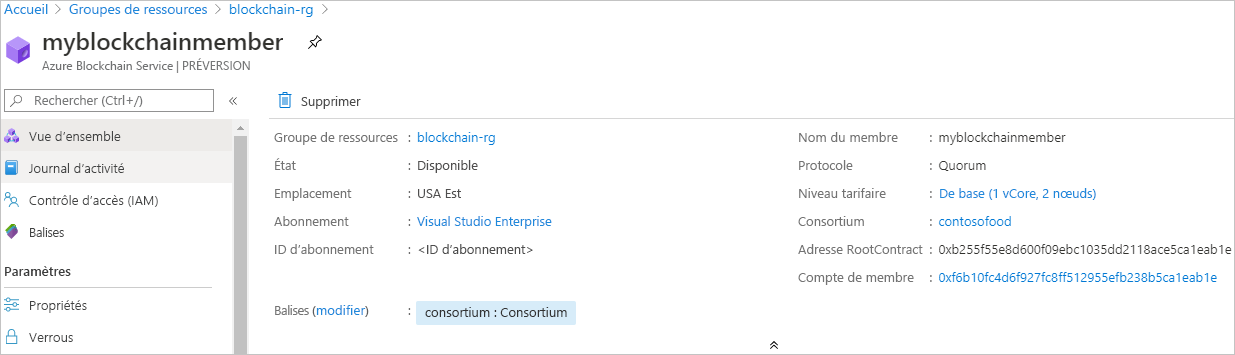 Accueil > Groupes de ressources > blockchain-rg >
myblockchainmember
Azure Blockchain Service | PRÉVERSION
Rechercher (Ctrl+/) «
Supprimer
Vue d'ensemble
Journal d'activité
Contrôle d'accès (IAM)
Balises
Paramètres
Propriétés
Verrous
Groupe de ressources : blockchain-rg
État : Disponible
Emplacement : USA Est
Abonnement : Visual Studio Enterprise
ID d'abonnement : <ID d'abonnement>
Balises (modifier) : consortium : Consortium
Nom du membre : myblockchainmember
Protocole : Quorum
Niveau tarifaire : De base (1 vCore, 2 nœuds)
Consortium : contosofood
Adresse RootContract : 0xb255f55e8d600f09ebc1035dd2118ace5ca1eab1e
Compte de membre : 0xf6b10fc4d6f927fc8ff512955efb238b5ca1eab1e